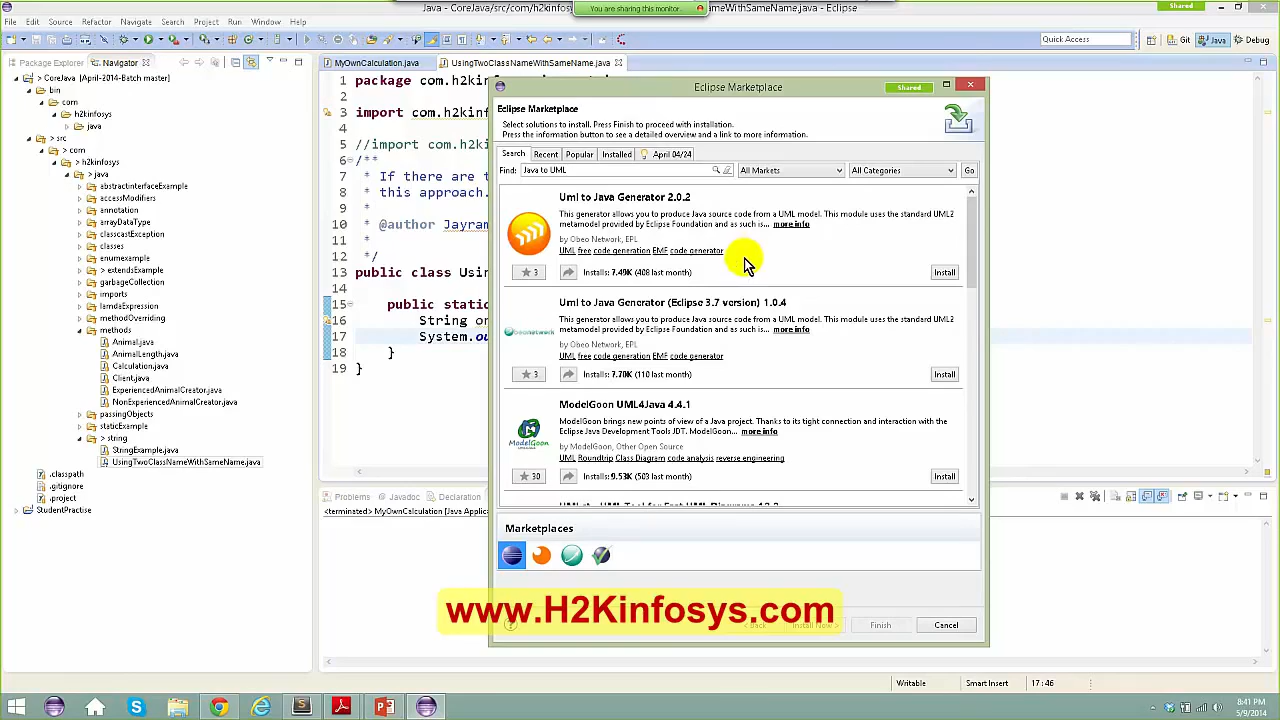 Java - CoreJava/src/com/h2kinfosys
You are sharing this monitor...
WithSameName.java - Eclipse
Shared
File Edit Source Refactor Navigate Search Project Run Window Help
Quick Access
Git
Java
Debug
Package Explorer
Navigator
MyOwnCalculation.java
UsingTwoClassNameWithSameName.java
> CoreJava [April-2014-Batch master]
bin
com
h2kinfosys
java
> src
> com
> h2kinfosys
> java
abstractinterfaceExample
accessModifiers
annotation
arrayDataType
classcastException
classes
enumexample
> extendsExample
garbageCollection
imports
lamdaExpression
methodOverriding
methods
Animal.java
AnimalLength.java
Calculation.java
Client.java
ExperiencedAnimalCreator.java
NonExperiencedAnimalCreator.java
passingObjects
staticExample
> string
StringExample.java
UsingTwoClassNameWithSameName.java
.classpath
.gitignore
.project
StudentPractise
1 package com.h2kinf
2
3 import com.h2kinfs
5 //import com.h2ki
6 /**
7 * If there are t
8 * this approach.
9 *
10 * @author Jayram
11 *
12 */
13 public class Usin
14
15 public static
16 String on
17 System.ou
18 }
19 }
Eclipse Marketplace
Shared
Eclipse Marketplace
Select solutions to install. Press Finish to proceed with installation.
Press the information button to see a detailed overview and a link to more information.
Search Recent Popular Installed April 04/24
Find: Java to UML
All Markets
All Categories
Go
Uml to Java Generator 2.0.2
This generator allows you to produce Java source code from a UML model. This module uses the standard UML2
metamodel provided by Eclipse Foundation and as such is... more info
by Obeo Network, EPL
UML free code generation EMF code generator
3
Installs: 7.49K (408 last month)
Install
Uml to Java Generator (Eclipse 3.7 version) 1.0.4
This generator allows you to produce Java source code from a UML model. This module uses the standard UML2
metamodel provided by Eclipse Foundation and as such is... more info
obeonetwork
by Obeo Network, EPL
UML free code generation EMF code generator
3
Installs: 7.70K (110 last month)
Install
ModelGoon UML4Java 4.4.1
ModelGoon brings new points of view of a Java project. Thanks to its tight connection and interaction with the
Eclipse Java Development Tools JDT, ModelGoon... more info
ModelGoon
by ModelGoon, Other Open Source
UML Roundtrip Class Diagram code analysis reverse engineering
30
Installs: 9.53K (503 last month)
Install
Marketplaces
< Back
Install Now >
Finish
Cancel
Problems Javadoc Declaration
<terminated> MyOwnCalculation [Java Applic
www.H2Kinfosys.com
Writable
Smart Insert
17 : 46
8:41 PM
5/9/2014